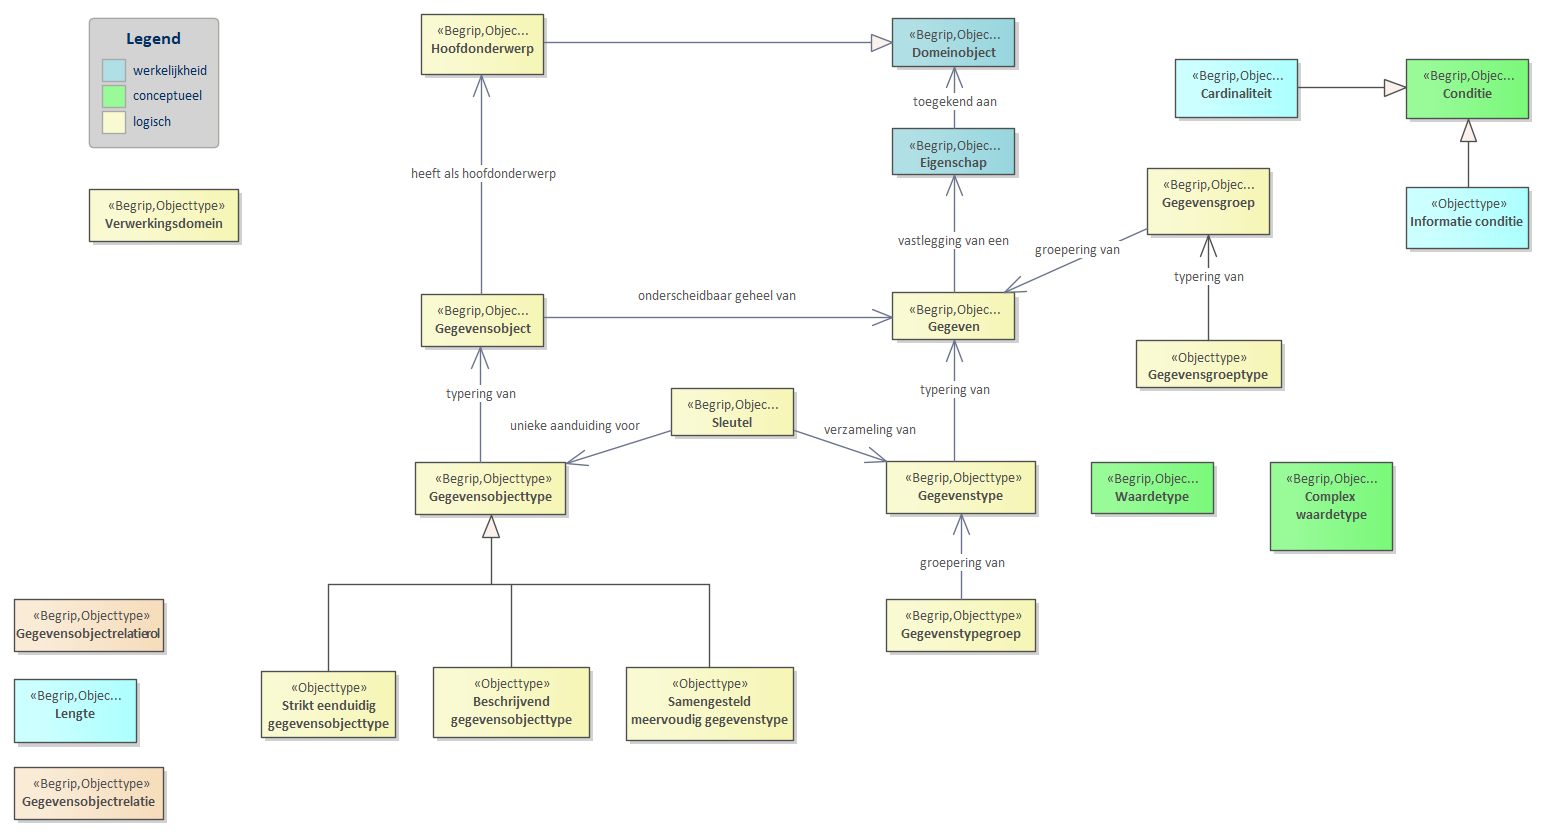 Legend
werkelijkheid
conceptueel
logisch
«Begrip,Objec...
Hoofdonderwerp
«Begrip,Objec...
Domeinobject
toegekend aan
«Begrip,Objec...
Cardinaliteit
«Begrip,Objec...
Conditie
«Begrip,Objec...
Eigenschap
heeft als hoofdonderwerp
«Begrip,Objecttype»
Verwerkingsdomein
«Begrip,Objec...
Gegevensgroep
«Objecttype»
Informatie conditie
vastlegging van een
groepering van
typering van
«Begrip,Objec...
Gegevensobject
onderscheidbaar geheel van
«Begrip,Objec...
Gegeven
«Objecttype»
Gegevensgroeptype
typering van
«Begrip,Objec...
Sleutel
typering van
unieke aanduiding voor
verzameling van
«Begrip,Objecttype»
Gegevensobjecttype
«Begrip,Objecttype»
Gegevenstype
«Begrip,Objec...
Waardetype
«Begrip,Objec...
Complex
waardetype
groepering van
«Begrip,Objecttype»
Gegevensobjectrelatierol
«Begrip,Objecttype»
Gegevenstypegroep
«Begrip,Objec...
Lengte
«Objecttype»
Strikt eenduidig
gegevensobjecttype
«Objecttype»
Beschrijvend
gegevensobjecttype
«Objecttype»
Samengesteld
meervoudig gegevenstype
«Begrip,Objecttype»
Gegevensobjectrelatie